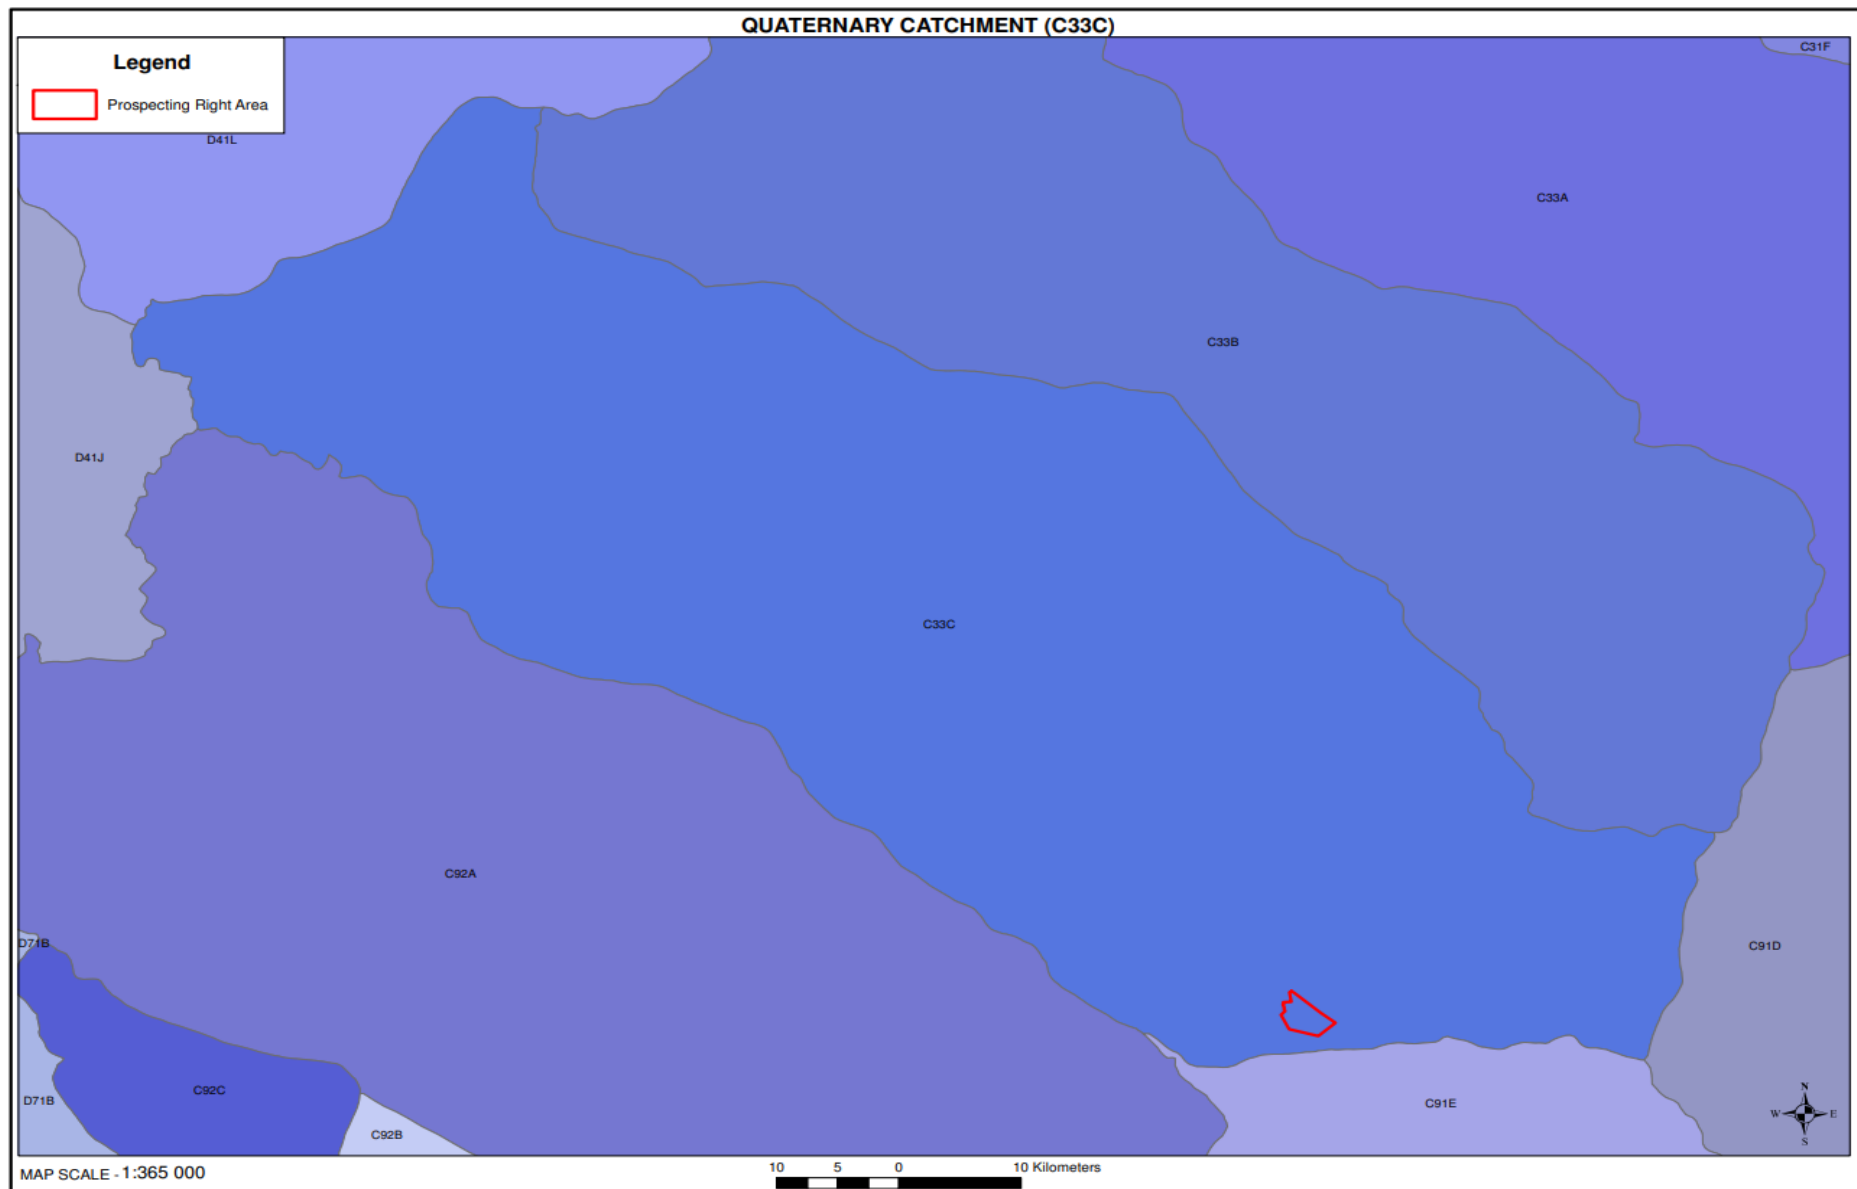 QUATERNARY CATCHMENT (C33C)
Legend
Prospecting Right Area
C31F
D41L
C33A
C33B
D41J
C33C
C92A
D71B
C91D
C92C
D71B
C91E
C92B
N
W E
S
MAP SCALE - 1:365 000
10 5 0 10 Kilometers